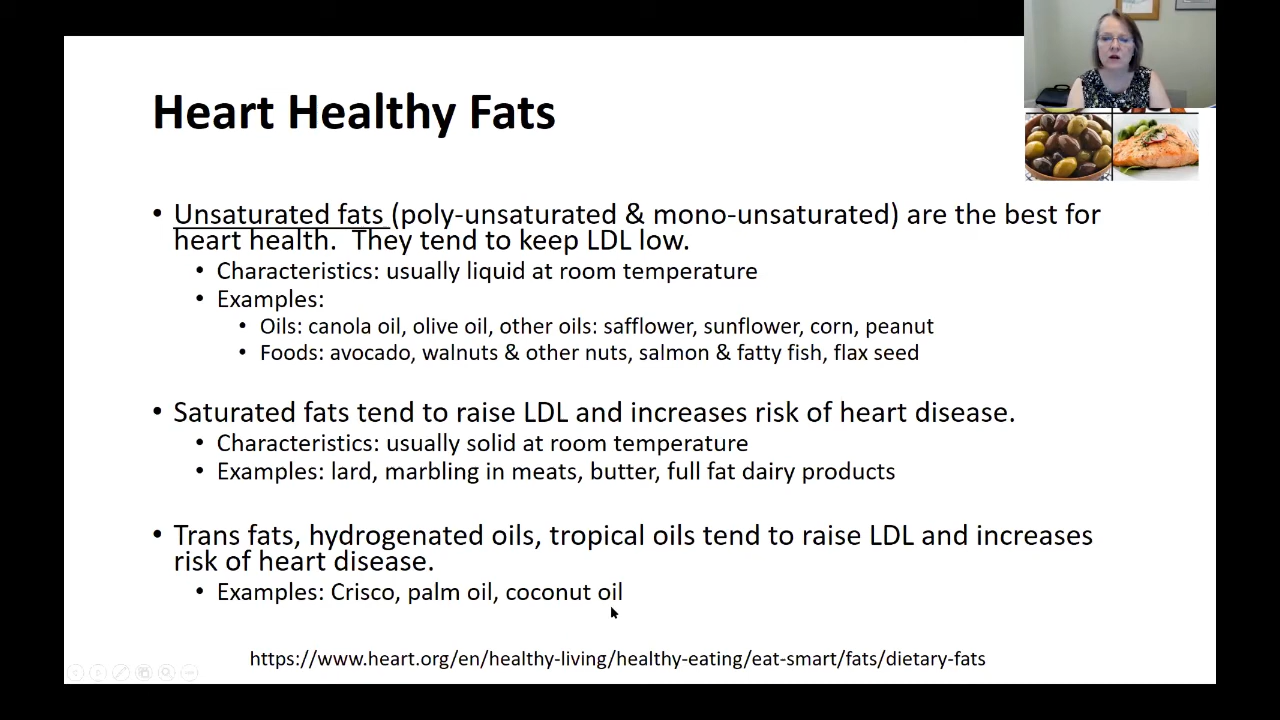 Heart Healthy Fats
• Unsaturated fats (poly-unsaturated & mono-unsaturated) are the best for
heart health.  They tend to keep LDL low.
• Characteristics: usually liquid at room temperature
• Examples:
• Oils: canola oil, olive oil, other oils: safflower, sunflower, corn, peanut
• Foods: avocado, walnuts & other nuts, salmon & fatty fish, flax seed
• Saturated fats tend to raise LDL and increases risk of heart disease.
• Characteristics: usually solid at room temperature
• Examples: lard, marbling in meats, butter, full fat dairy products
• Trans fats, hydrogenated oils, tropical oils tend to raise LDL and increases
risk of heart disease.
• Examples: Crisco, palm oil, coconut oil
https://www.heart.org/en/healthy-living/healthy-eating/eat-smart/fats/dietary-fats